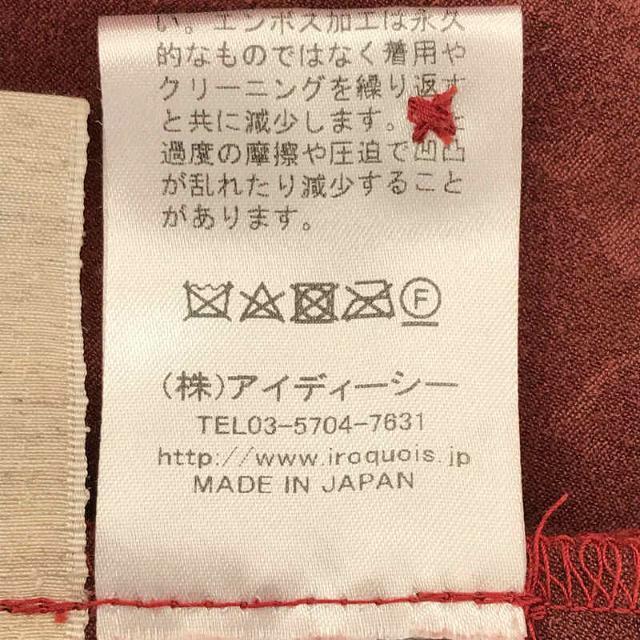 い。エンボス加工は永久
的なものではなく着用や
クリーニングを繰り返す
と共に減少します。
過度の摩擦や圧迫で凹凸
が乱れたり減少すること
があります。
F
(株)アイディーシー
TEL03-5704-7631
http://www.iroquois.jp
MADE IN JAPAN